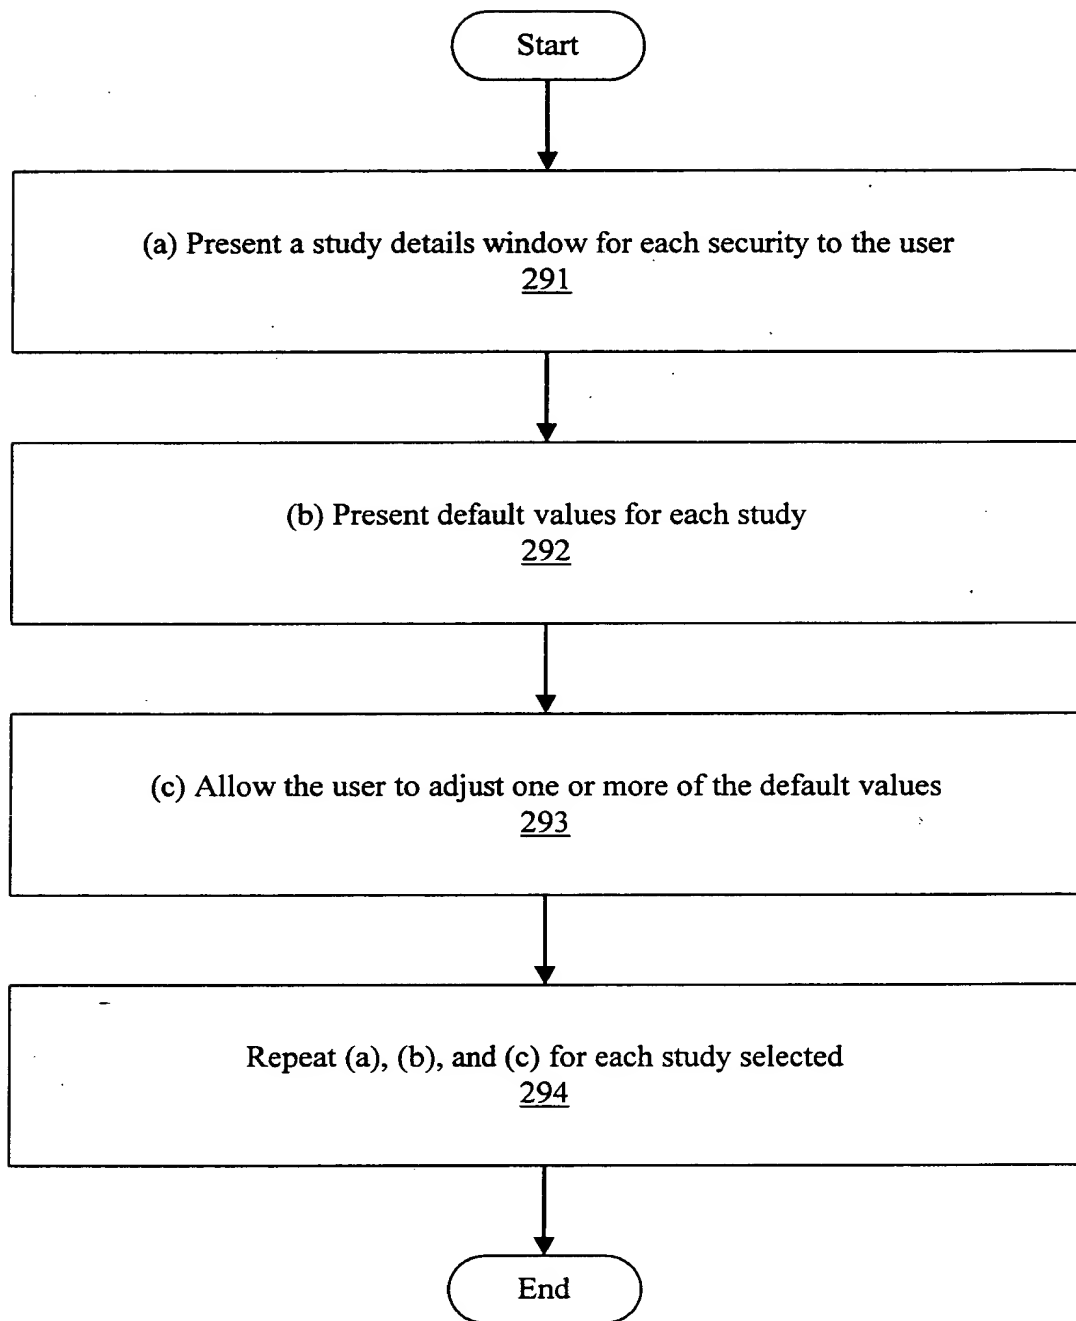 Start
(a) Present a study details window for each security to the user
291
(b) Present default values for each study
292
(c) Allow the user to adjust one or more of the default values
293
Repeat (a), (b), and (c) for each study selected
294
End